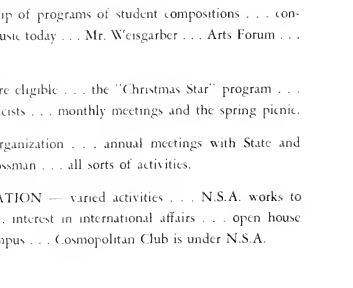 ip of programs of student compositions . . . con-
usic today . . . Mr. Weisgarber . . . Arts Forum . . .
re eligible . . . the "Christmas Star" program . . .
cists . . . monthly meetings and the spring picnic.
rganization . . . annual meetings with State and
ossman . . . all sorts of activities.
ATION — varied activities . . . N.S.A. works to
. interest in international affairs . . . open house
mpus . . . Cosmopolitan Club is under N.S.A.